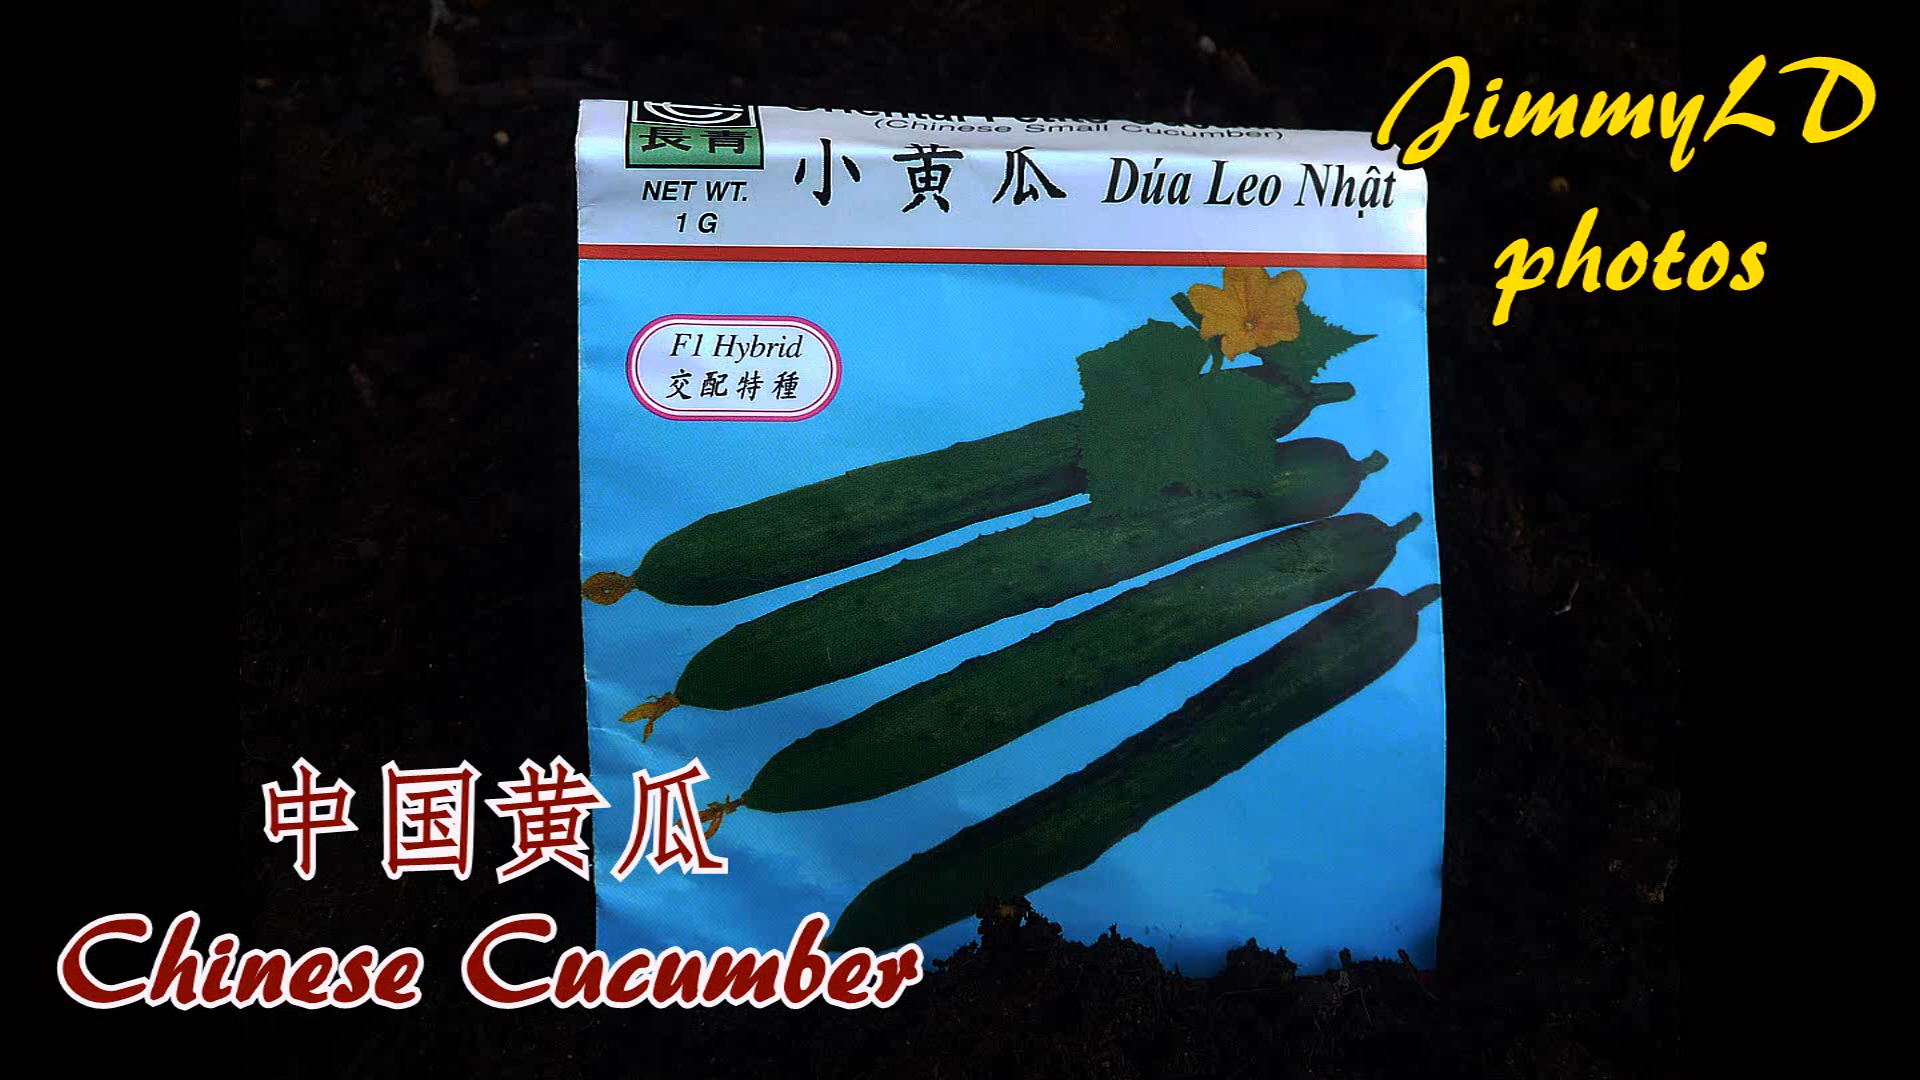 JimmyLD
photos
長青
NET WT.
1 G
(Chinese Small Cucumber)
小黄瓜 Dúa Leo Nhật
F1 Hybrid
交配特種
中国黄瓜
Chinese Cucumber